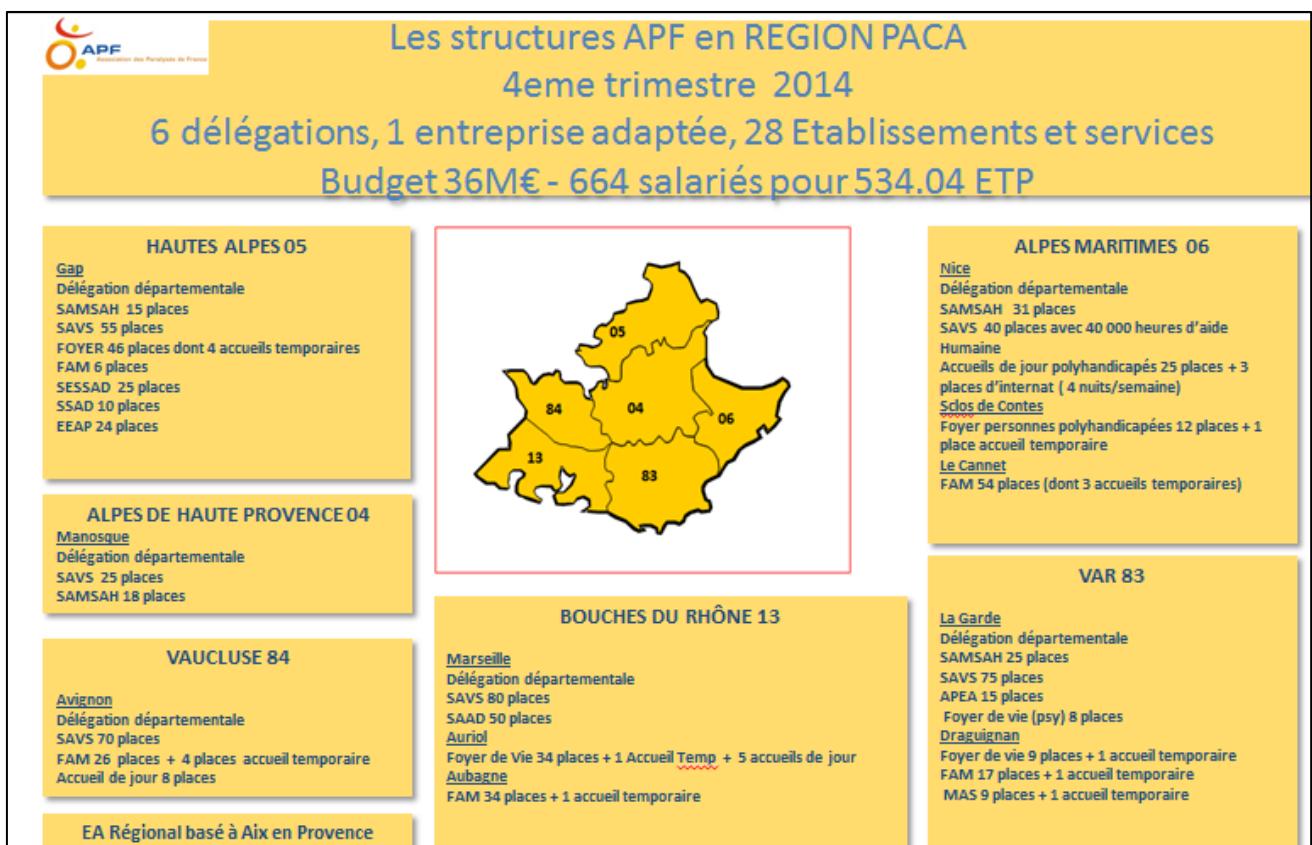 APF
Association des Paralysés de France
Les structures APF en REGION PACA
4eme trimestre 2014
6 délégations, 1 entreprise adaptée, 28 Etablissements et services
Budget 36M€ - 664 salariés pour 534.04 ETP
HAUTES ALPES 05
Gap
Délégation départementale
SAMSAH 15 places
SAVS 55 places
FOYER 46 places dont 4 accueils temporaires
FAM 6 places
SESSAD 25 places
SSAD 10 places
EEAP 24 places
ALPES DE HAUTE PROVENCE 04
Manosque
Délégation départementale
SAVS 25 places
SAMSAH 18 places
VAUCLUSE 84
Avignon
Délégation départementale
SAVS 70 places
FAM 26 places + 4 places accueil temporaire
Accueil de jour 8 places
EA Régional basé à Aix en Provence
05
84
04
06
13
83
BOUCHES DU RHÔNE 13
Marseille
Délégation départementale
SAVS 80 places
SAAD 50 places
Auriol
Foyer de Vie 34 places + 1 Accueil Temp + 5 accueils de jour
Aubagne
FAM 34 places + 1 accueil temporaire
ALPES MARITIMES 06
Nice
Délégation départementale
SAMSAH 31 places
SAVS 40 places avec 40 000 heures d'aide
Humaine
Accueils de jour polyhandicapés 25 places + 3
places d'internat ( 4 nuits/semaine)
Sclos de Contes
Foyer personnes polyhandicapées 12 places + 1
place accueil temporaire
Le Cannet
FAM 54 places (dont 3 accueils temporaires)
VAR 83
La Garde
Délégation départementale
SAMSAH 25 places
SAVS 75 places
APEA 15 places
Foyer de vie (psy) 8 places
Draguignan
Foyer de vie 9 places + 1 accueil temporaire
FAM 17 places + 1 accueil temporaire
MAS 9 places + 1 accueil temporaire